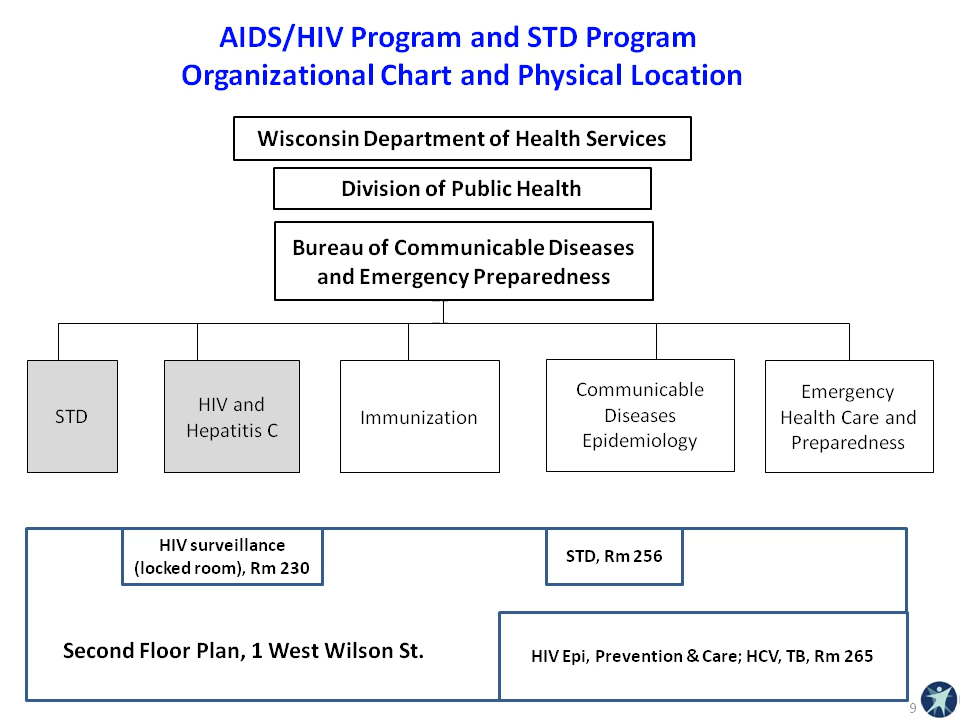 AIDS/HIV Program and STD Program
Organizational Chart and Physical Location
Wisconsin Department of Health Services
Division of Public Health
Bureau of Communicable Diseases
and Emergency Preparedness
STD
HIV and
Hepatitis C
Immunization
Communicable
Diseases
Epidemiology
Emergency
Health Care and
Preparedness
HIV surveillance
(locked room), Rm 230
STD, Rm 256
Second Floor Plan, 1 West Wilson St.
HIV Epi, Prevention & Care; HCV, TB, Rm 265
9